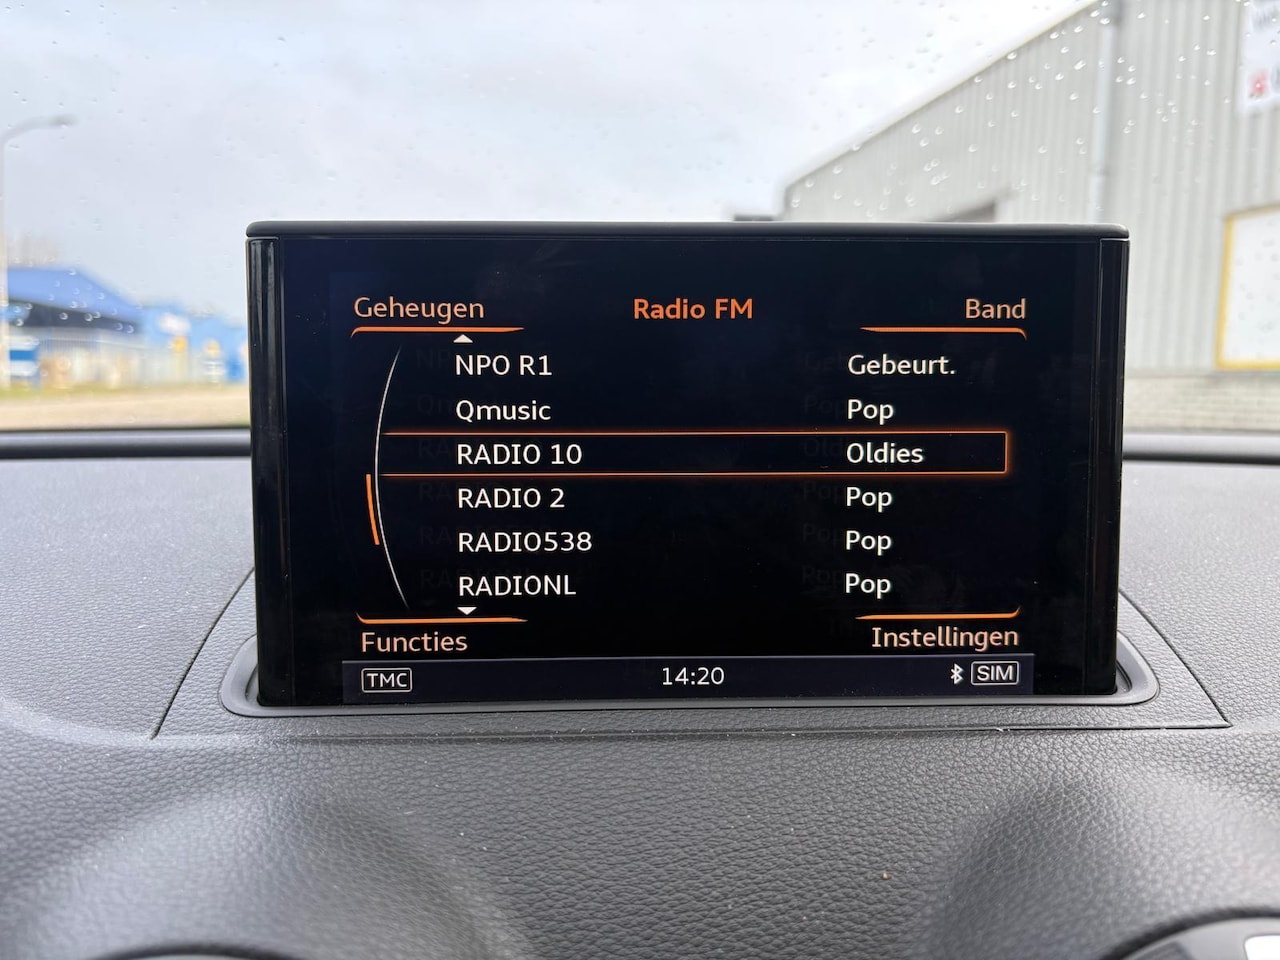 Geheugen Radio FM Band
NPO R1 Gebeurt.
Qmusic Pop
RADIO 10 Oldies
RADIO 2 Pop
RADIO538 Pop
RADIONL Pop
Functies Instellingen
TMC 14:20 SIM